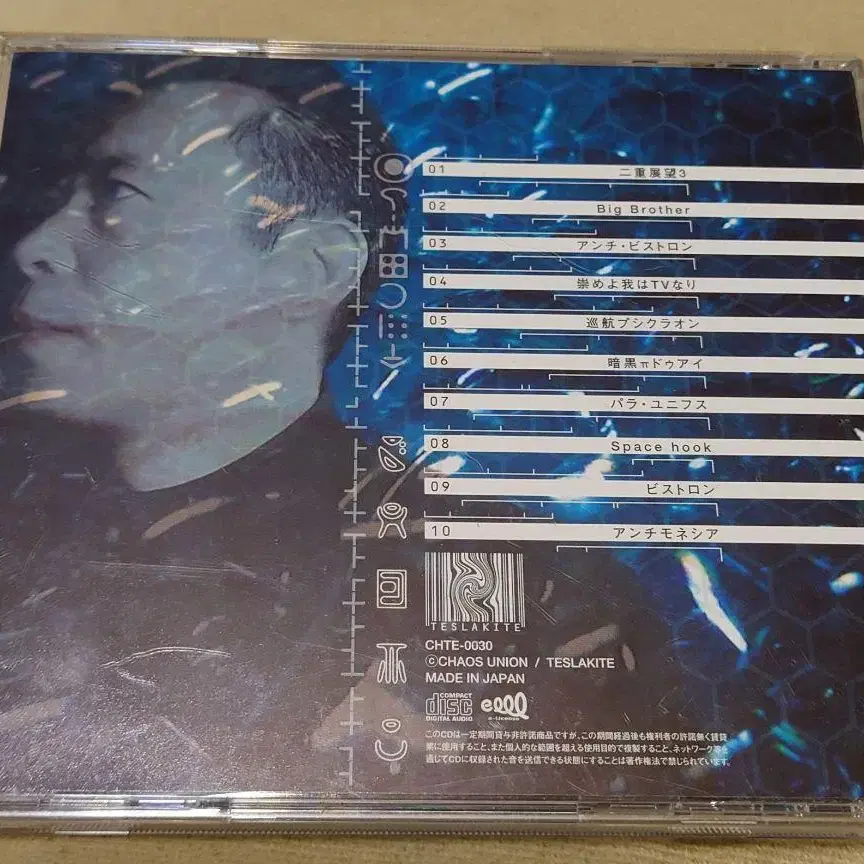 01 二重展望3
02 Big Brother
03 アンチ・ビストロン
04 崇めよ我はTVなり
05 巡航プシクラオン
06 暗黒πドゥアイ
07 パラ・ユニフス
08 Space hook
09 ビストロン
10 アンチモネシア
TESLAKITE
CHTE-0030
©CHAOS UNION / TESLAKITE
MADE IN JAPAN
COMPACT
disc
DIGITAL AUDIO
e-License
このCDは一定期間貸与非許諾商品ですが、この期間経過後も権利者の許諾無く賃貸
業に使用すること、また個人的な範囲を超える使用目的で複製すること、ネットワーク等を
通じてCDに収録された音を送信できる状態にすることは著作権法で禁じられています。